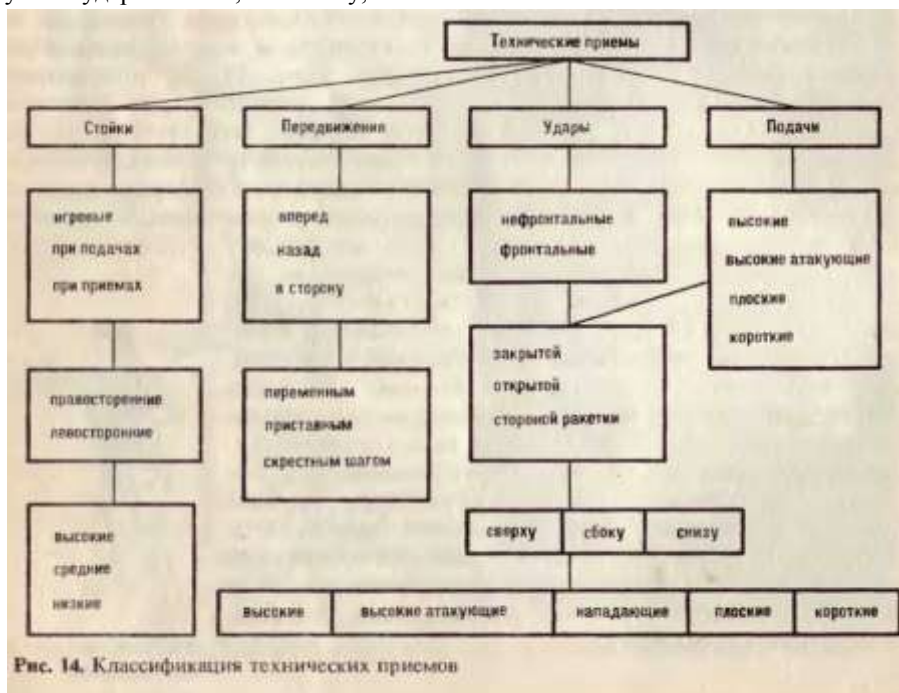 Технические приемы
Стойки
Передвижения
Удары
Подачи
игровые
при подачах
при приемах
вперед
назад
в сторону
нефронтальные
фронтальные
высокие
высокие атакующие
плоские
короткие
правосторонние
левосторонние
переменным
приставным
скрестным шагом
закрытой
открытой
стороной ракетки
высокие
средние
низкие
сверху сбоку снизу
высокие высокие атакующие нападающие плоские короткие
Рис. 14. Классификация технических приемов